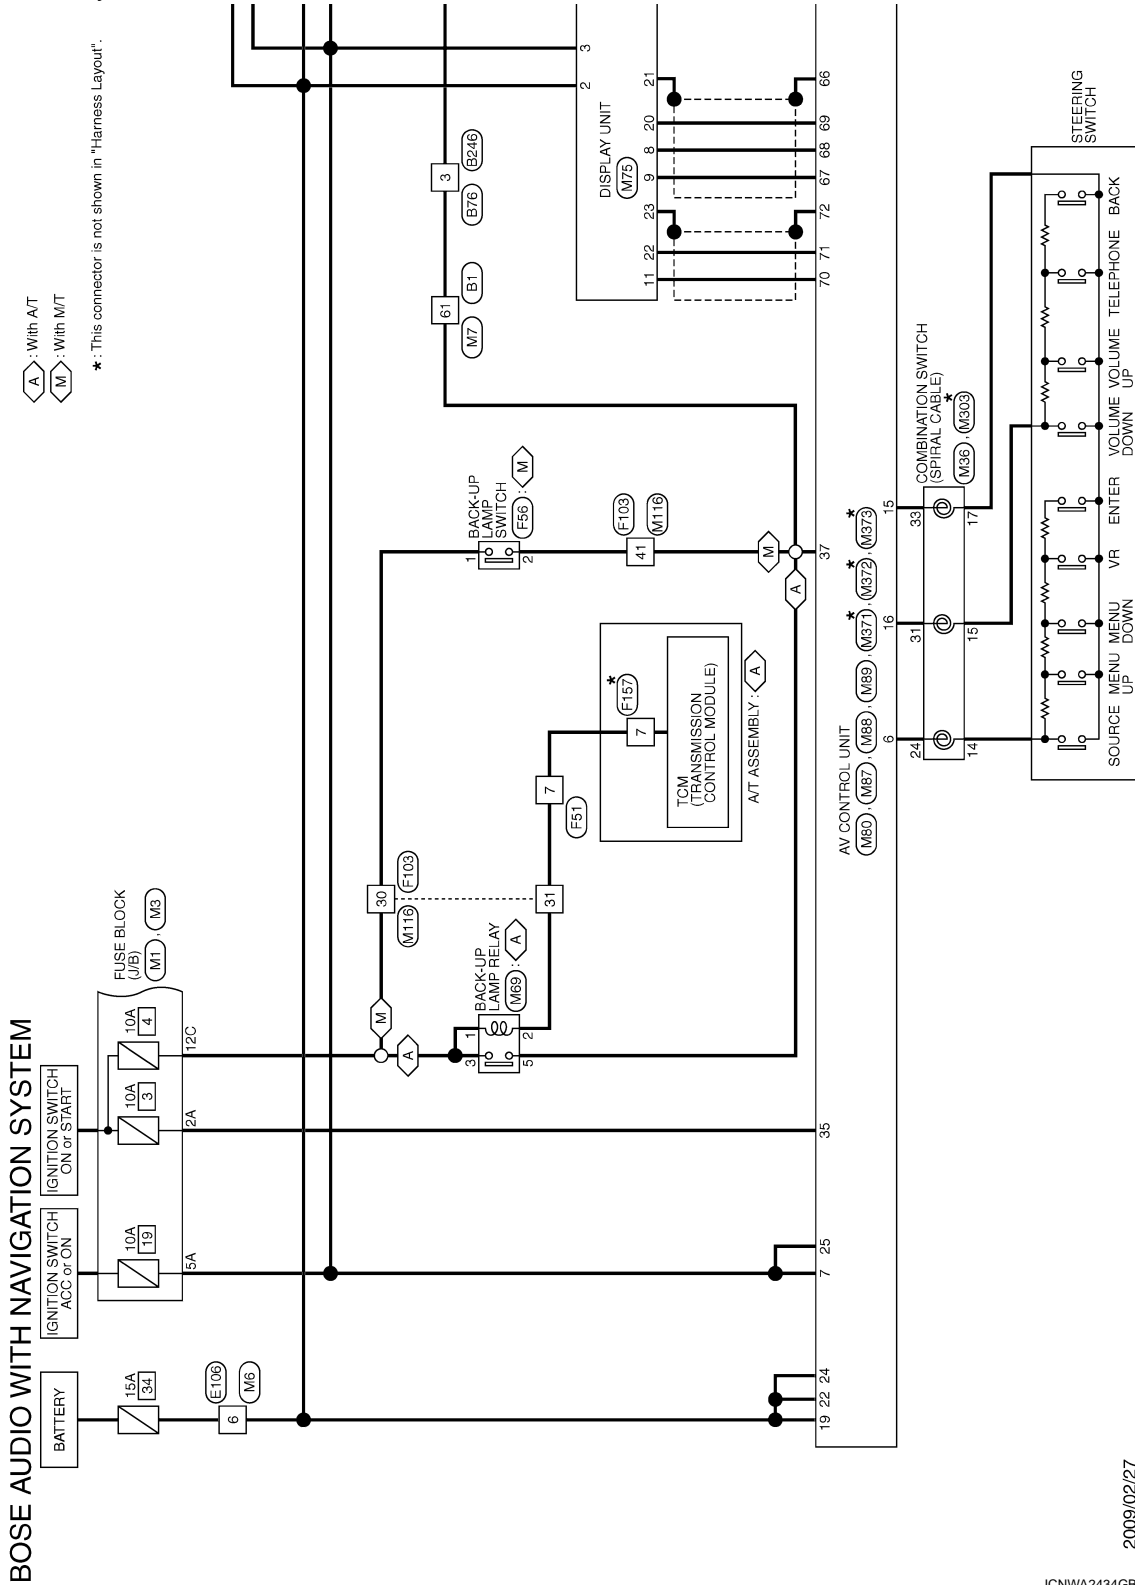 BOSE AUDIO WITH NAVIGATION SYSTEM
A : With A/T
M : With M/T
* : This connector is not shown in "Harness Layout".
BATTERY
IGNITION SWITCH
ACC or ON
IGNITION SWITCH
ON or START
FUSE BLOCK
(J/B)
M1 , M3
15A
34
10A
19
10A
3
10A
4
5A
2A
12C
E106
M6
6
M
A
M116
F103
30
31
BACK-UP
LAMP RELAY
M69 : A
1
2
3
5
F51
7
F157 *
7
TCM
(TRANSMISSION
CONTROL MODULE)
A/T ASSEMBLY : A
BACK-UP
LAMP
SWITCH
F56 : M
1
2
41
F103
M116
M
A
61
M7
B1
3
B76
B246
DISPLAY UNIT
M75
2
3
11
22
23
9
8
20
21
19
22
24
7
25
35
37
70
71
72
67
68
69
66
AV CONTROL UNIT
M80 , M87 , M88 , M89 , M371 * , M372 * , M373 *
6
16
15
24
31
33
14
15
17
COMBINATION SWITCH
(SPIRAL CABLE)
M36 , M303 *
STEERING
SWITCH
SOURCE
MENU
UP
MENU
DOWN
VR
ENTER
VOLUME
DOWN
VOLUME
UP
TELEPHONE
BACK
2009/02/27
JCNWA2434GB